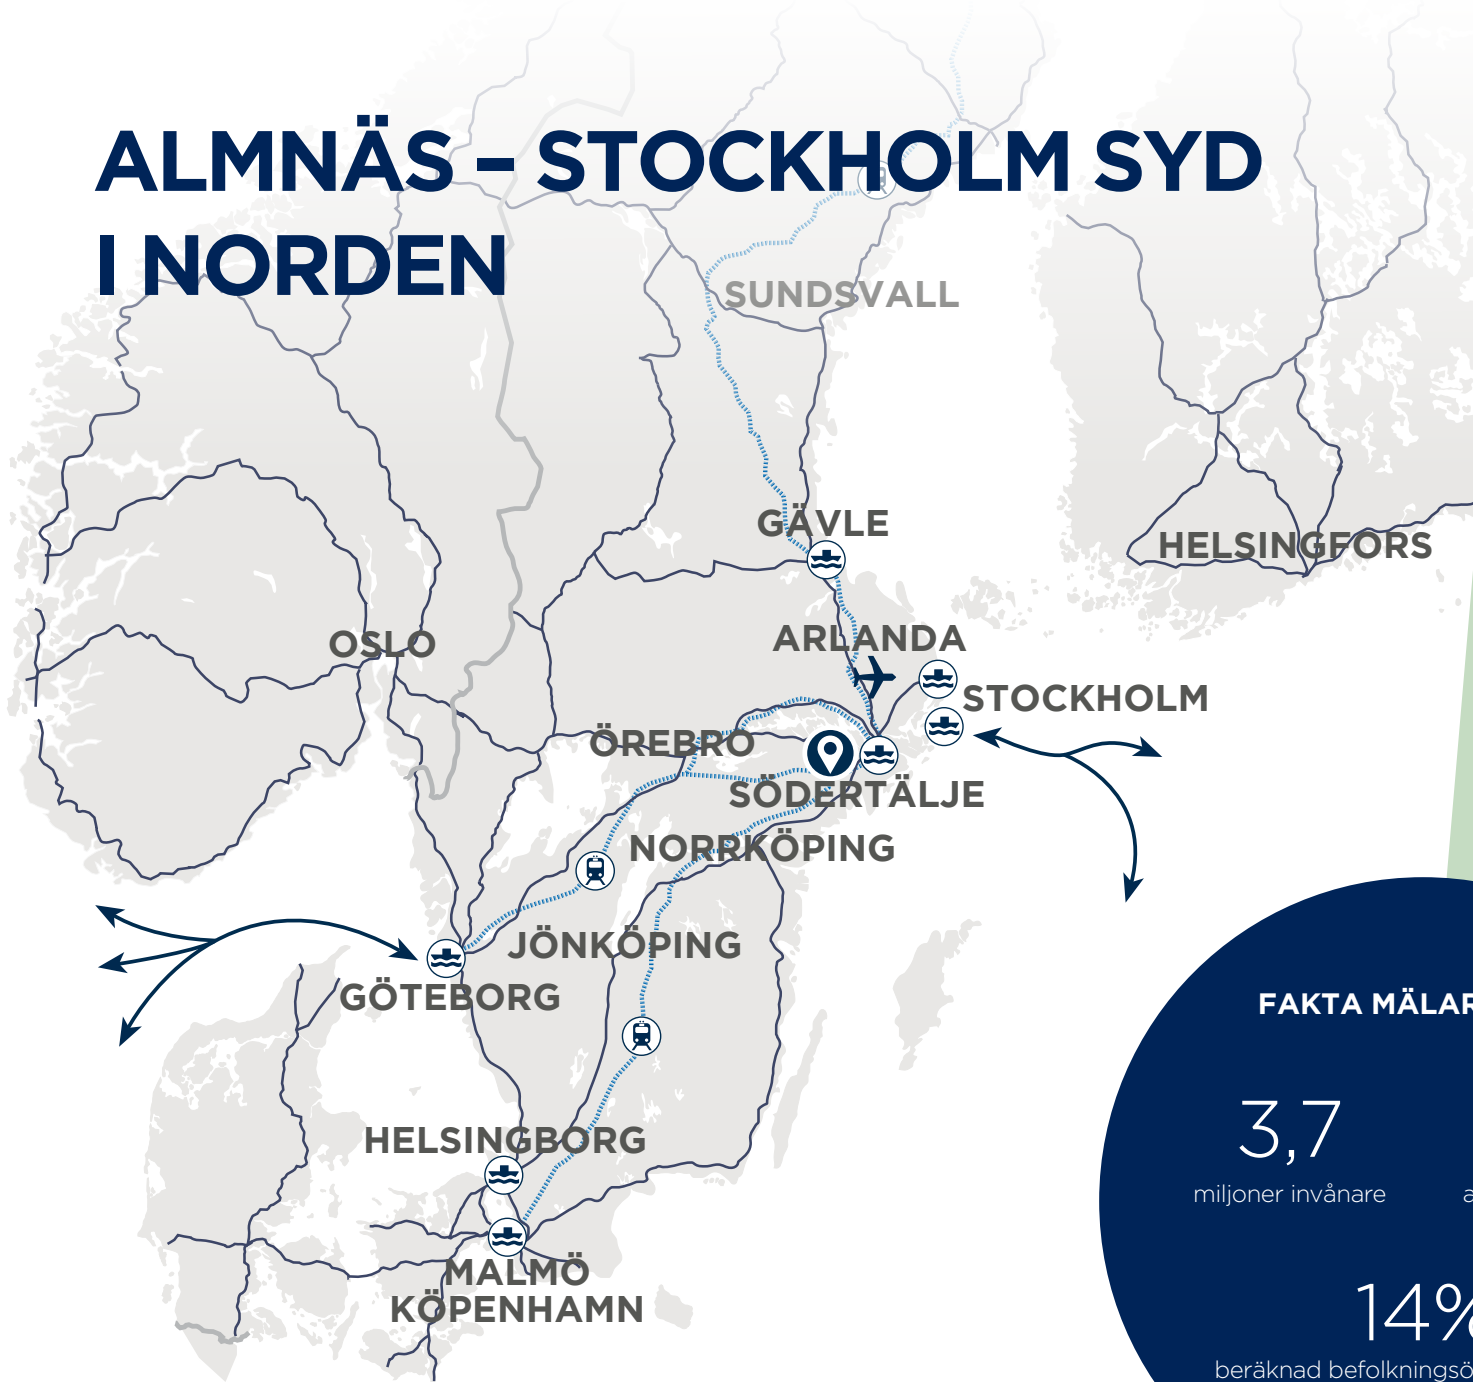 ALMNÄS – STOCKHOLM SYD
I NORDEN
SUNDSVALL
GÄVLE
HELSINGFORS
ARLANDA
OSLO
STOCKHOLM
ÖREBRO
SÖDERTÄLJE
NORRKÖPING
JÖNKÖPING
GÖTEBORG
FAKTA MÄLAR
3,7
miljoner invånare
a
HELSINGBORG
MALMÖ
KÖPENHAMN
14%
beräknad befolkningsö